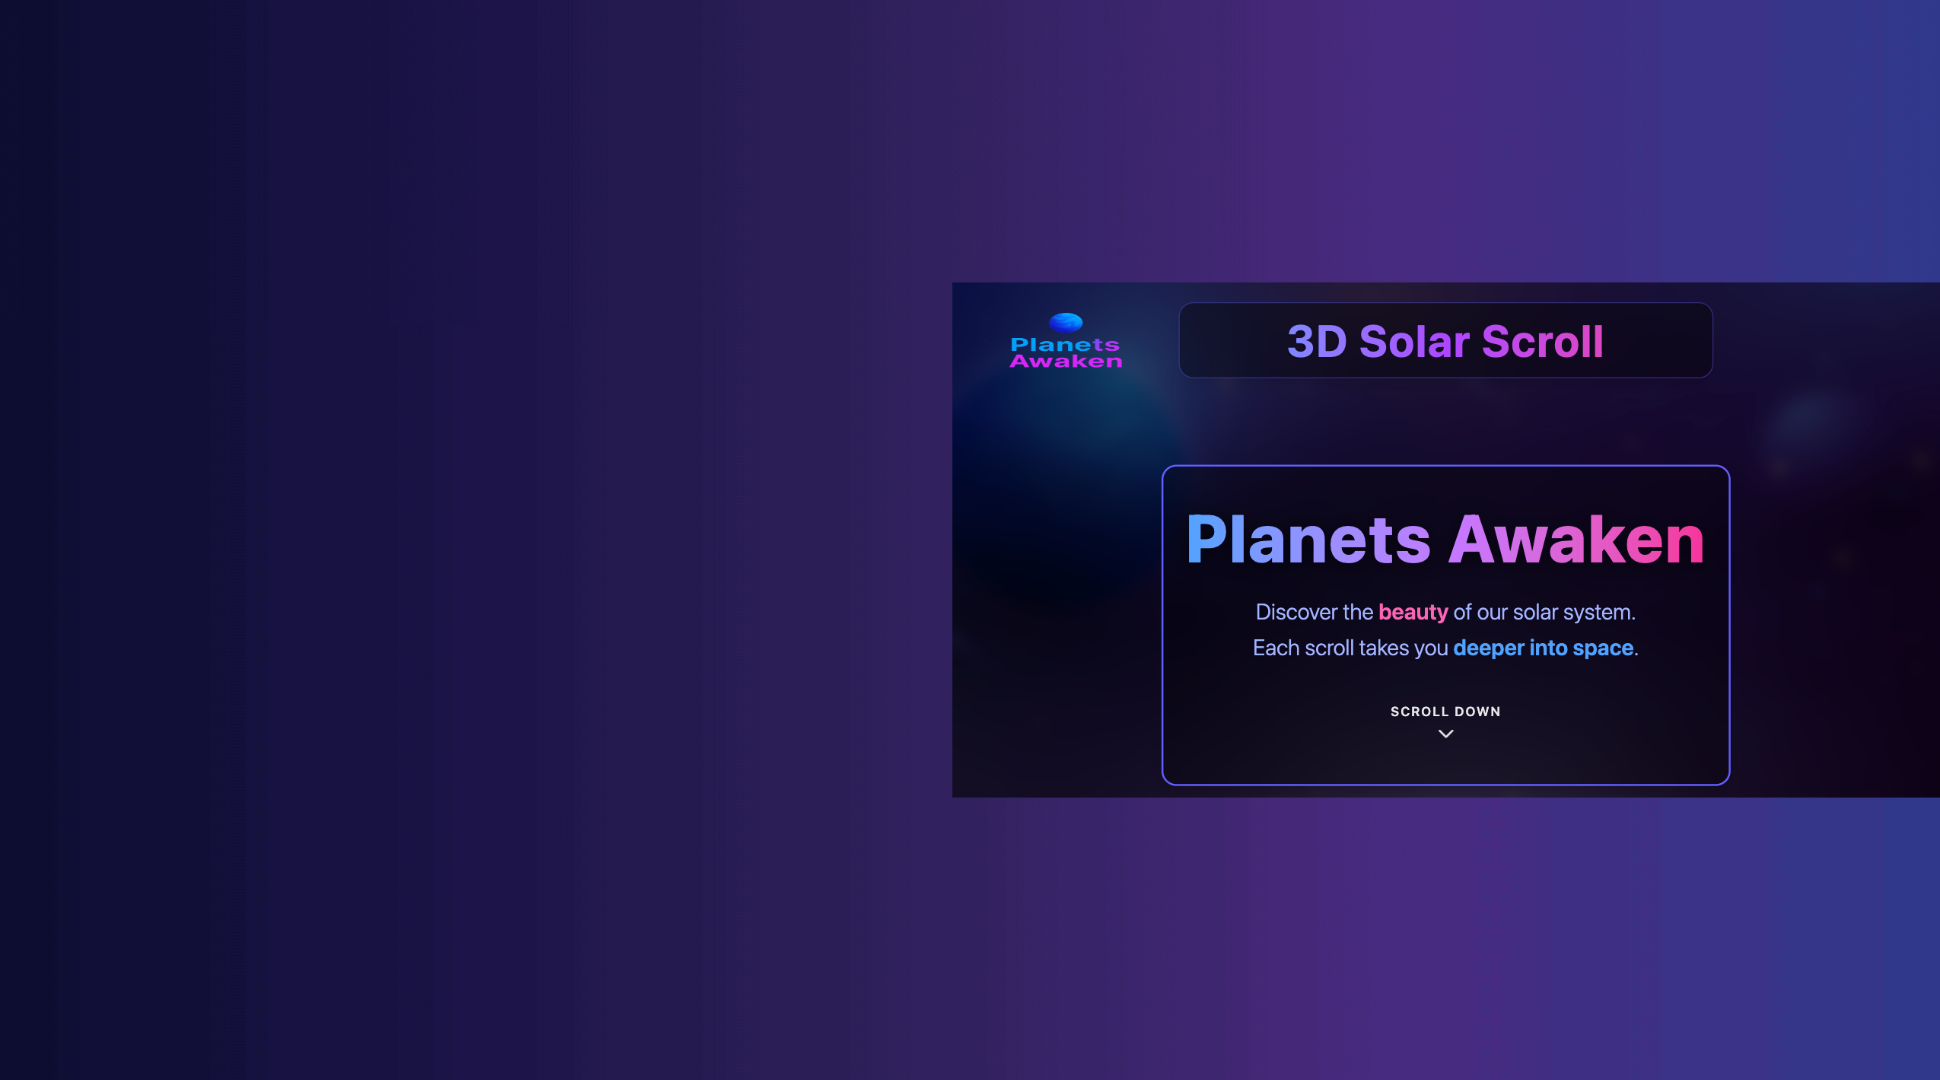 Planets
Awaken
3D Solar Scroll
Planets Awaken
Discover the beauty of our solar system.
Each scroll takes you deeper into space.
SCROLL DOWN